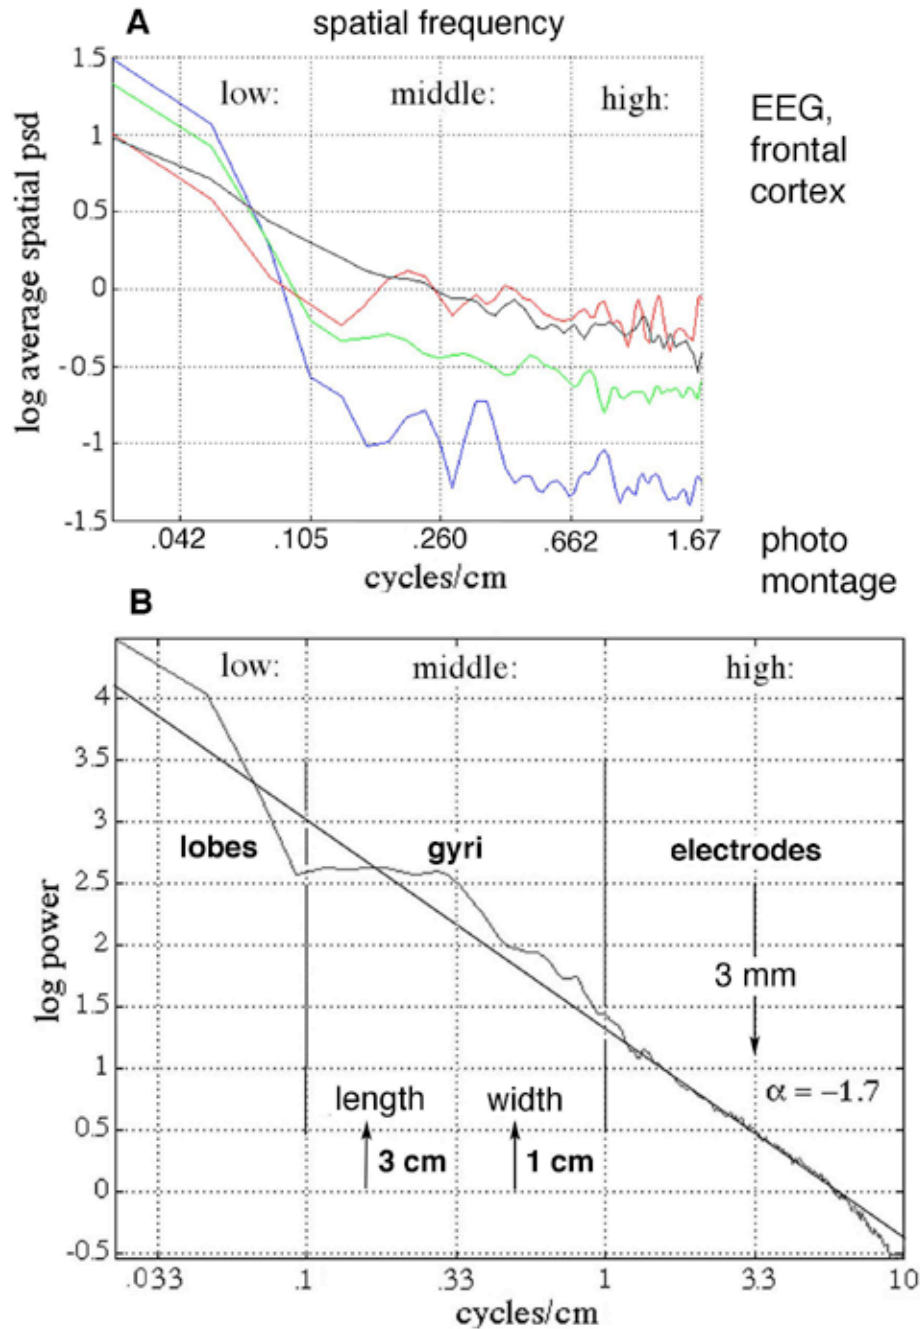 A
spatial frequency
low:
middle:
high:
EEG,
frontal
cortex
log average spatial psd
1.5
1
0.5
0
-0.5
-1
-1.5
.042
.105
.260
.662
1.67
cycles/cm
photo
montage
B
low:
middle:
high:
log power
4
3.5
3
2.5
2
1.5
1
0.5
0
-0.5
lobes
gyri
electrodes
3 mm
α = −1.7
length
width
3 cm
1 cm
.033
.1
.33
1
3.3
10
cycles/cm